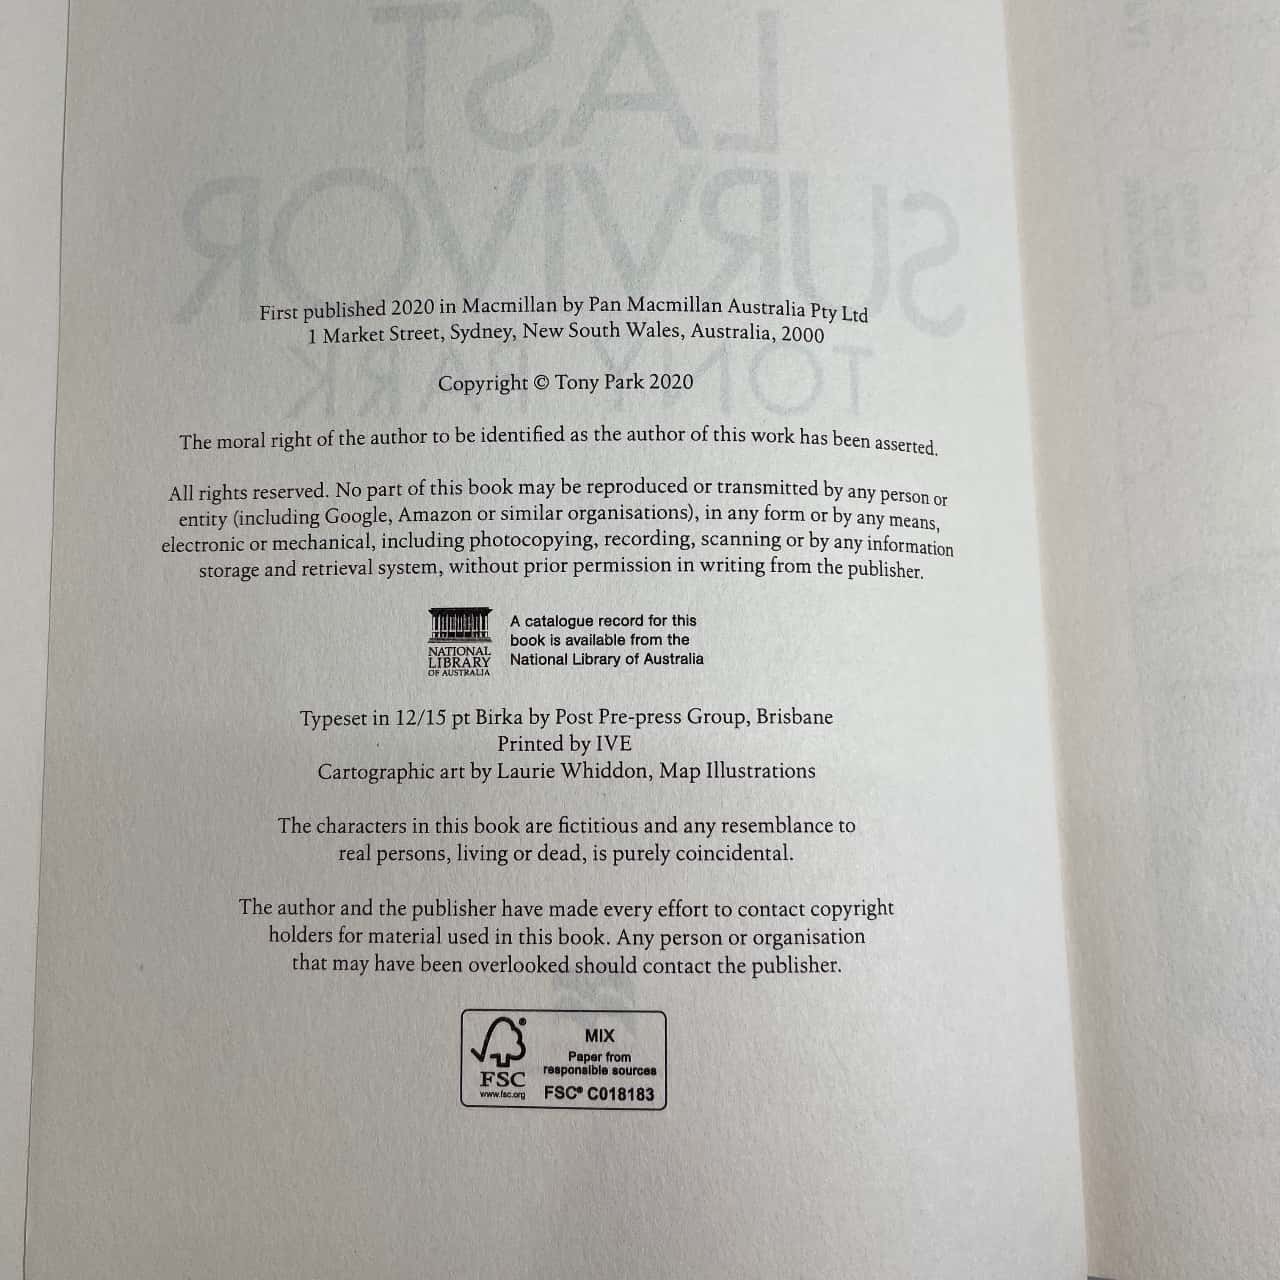 LAST
SURVIVOR
TONY PARK
First published 2020 in Macmillan by Pan Macmillan Australia Pty Ltd
1 Market Street, Sydney, New South Wales, Australia, 2000
Copyright © Tony Park 2020
The moral right of the author to be identified as the author of this work has been asserted.
All rights reserved. No part of this book may be reproduced or transmitted by any person or
entity (including Google, Amazon or similar organisations), in any form or by any means,
electronic or mechanical, including photocopying, recording, scanning or by any information
storage and retrieval system, without prior permission in writing from the publisher.
NATIONAL
LIBRARY
OF AUSTRALIA
A catalogue record for this
book is available from the
National Library of Australia
Typeset in 12/15 pt Birka by Post Pre-press Group, Brisbane
Printed by IVE
Cartographic art by Laurie Whiddon, Map Illustrations
The characters in this book are fictitious and any resemblance to
real persons, living or dead, is purely coincidental.
The author and the publisher have made every effort to contact copyright
holders for material used in this book. Any person or organisation
that may have been overlooked should contact the publisher.
®
FSC
www.fsc.org
MIX
Paper from
responsible sources
FSC® C018183